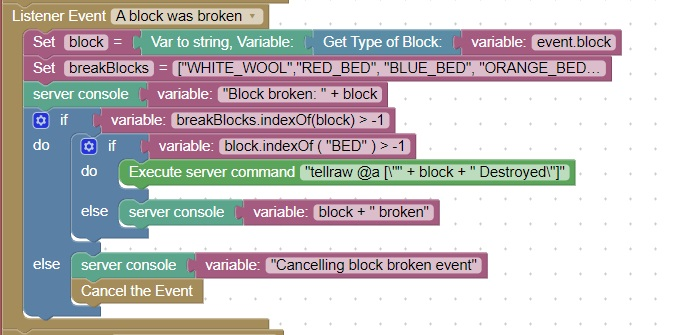 Listener Event A block was broken
Set block = Var to string, Variable: Get Type of Block: variable: event.block
Set breakBlocks = ["WHITE_WOOL","RED_BED", "BLUE_BED", "ORANGE_BED...
server console variable: "Block broken: " + block
if variable: breakBlocks.indexOf(block) > -1
do if variable: block.indexOf ( "BED" ) > -1
do Execute server command "tellraw @a [\"" + block + " Destroyed\"]"
else server console variable: block + " broken"
else server console variable: "Cancelling block broken event"
Cancel the Event